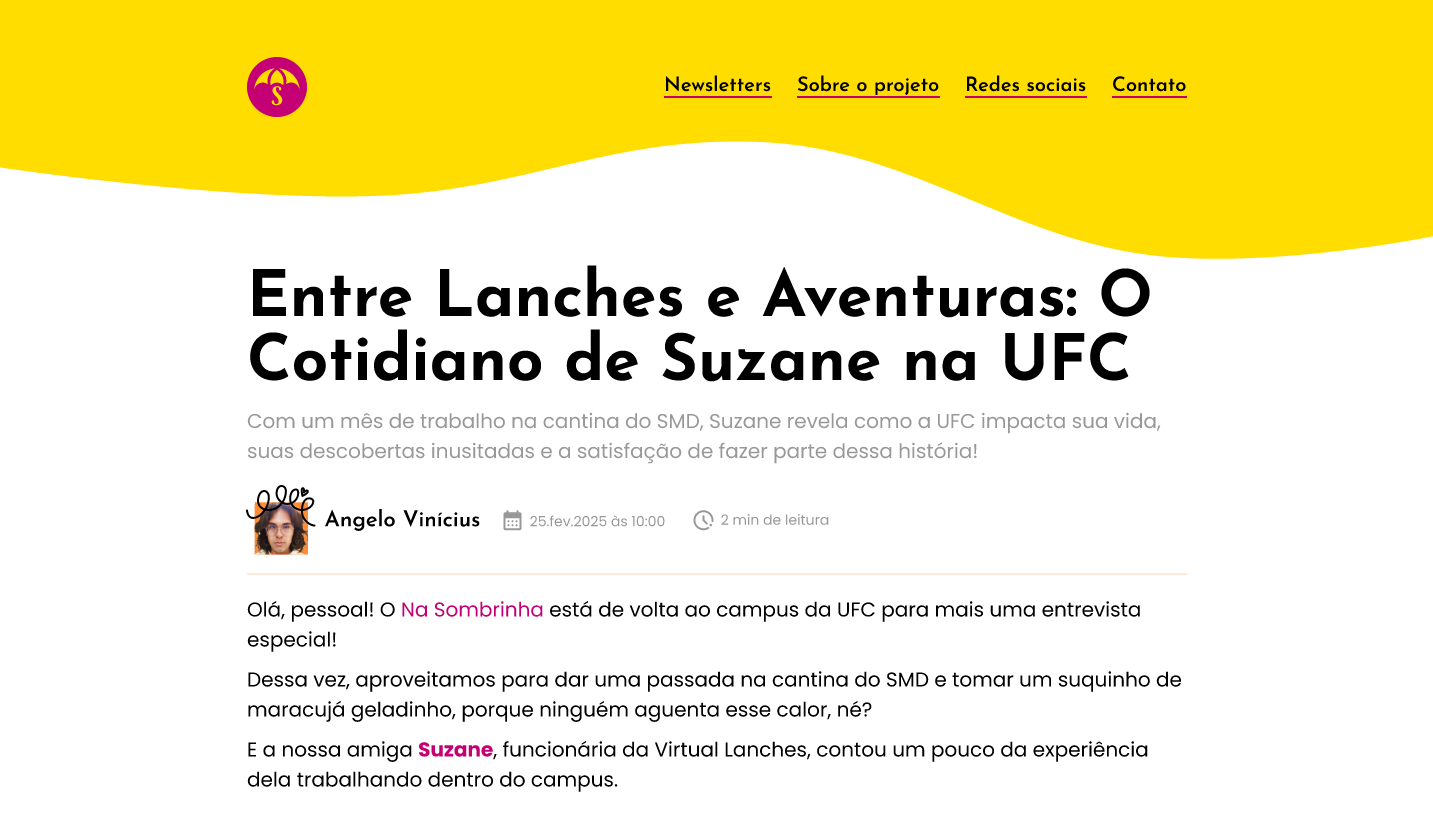 S
Newsletters Sobre o projeto Redes sociais Contato
Entre Lanches e Aventuras: O
Cotidiano de Suzane na UFC
Com um mês de trabalho na cantina do SMD, Suzane revela como a UFC impacta sua vida,
suas descobertas inusitadas e a satisfação de fazer parte dessa história!
Angelo Vinícius 25.fev.2025 às 10:00 2 min de leitura
Olá, pessoal! O Na Sombrinha está de volta ao campus da UFC para mais uma entrevista
especial!
Dessa vez, aproveitamos para dar uma passada na cantina do SMD e tomar um suquinho de
maracujá geladinho, porque ninguém aguenta esse calor, né?
E a nossa amiga Suzane, funcionária da Virtual Lanches, contou um pouco da experiência
dela trabalhando dentro do campus.